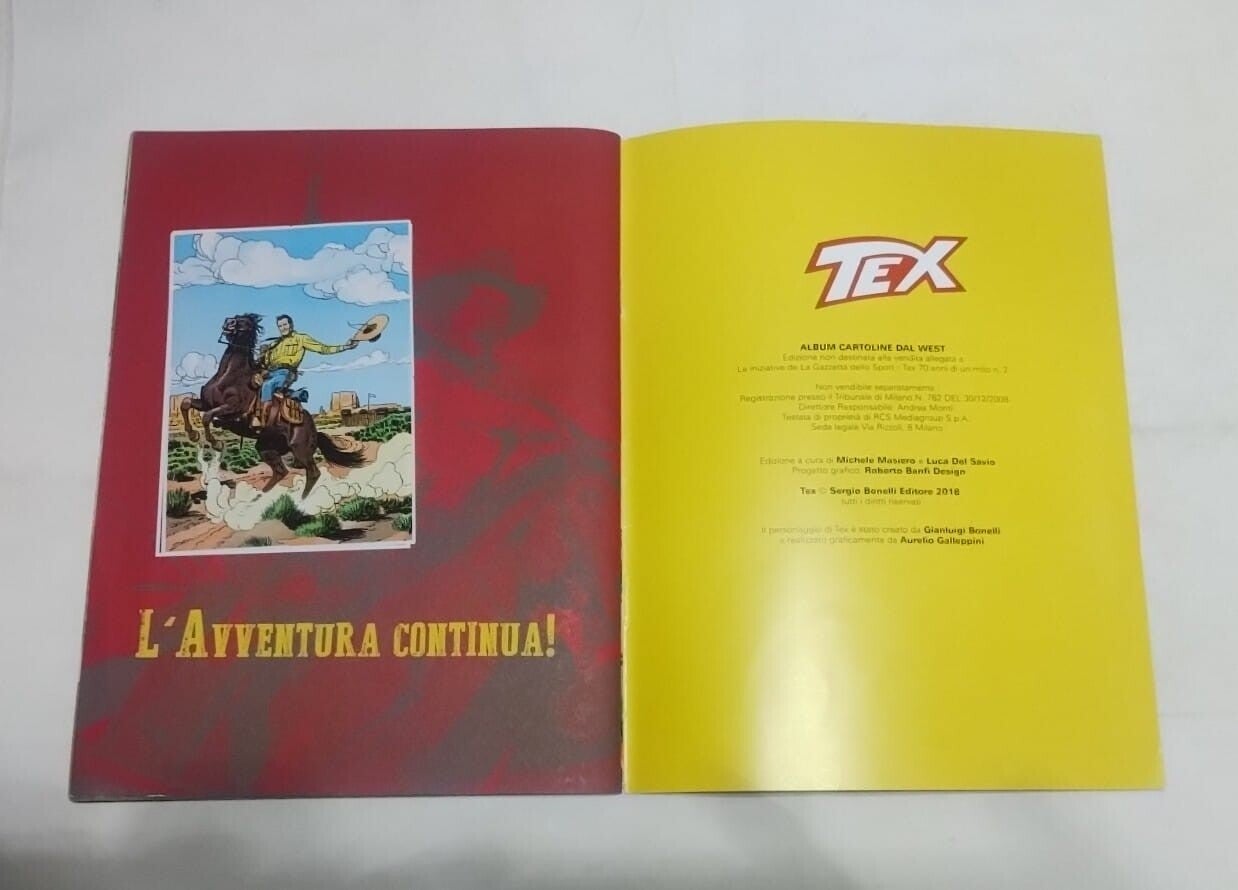 L'AVVENTURA CONTINUA!
TEX
ALBUM CARTOLINE DAL WEST
Edizione non destinata alla vendita allegata a
Le iniziative de La Gazzetta dello Sport - Tex 70 anni di un mito n. 2
Non vendibile separatamente
Registrazione presso il Tribunale di Milano N. 762 DEL 30/12/2008
Direttore Responsabile: Andrea Monti
Testata di proprietà di RCS Mediagroup S.p.A.
Sede legale Via Rizzoli, 8 Milano
Edizione a cura di Michele Masiero e Luca Del Savio
Progetto grafico: Roberto Banfi Design
Tex © Sergio Bonelli Editore 2018
tutti i diritti riservati
Il personaggio di Tex è stato creato da Gianluigi Bonelli
e realizzato graficamente da Aurelio Galleppini